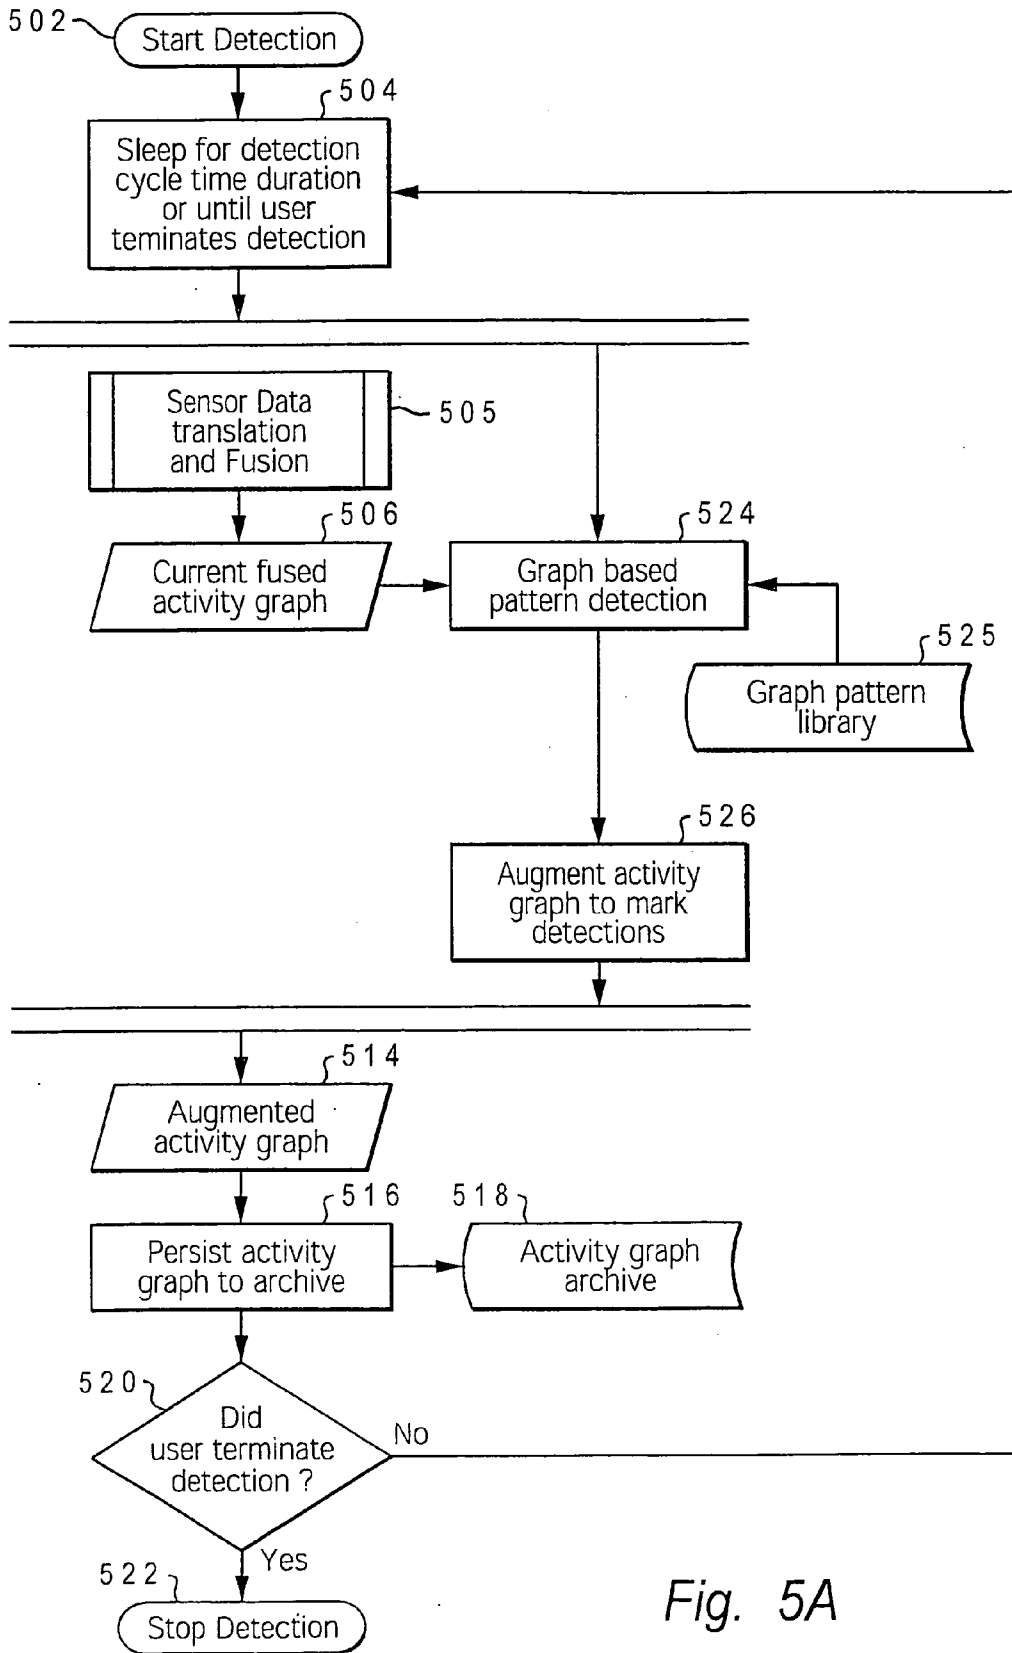 502
Start Detection
504
Sleep for detection
cycle time duration
or until user
teminates detection
Sensor Data
translation
and Fusion
505
506
Current fused
activity graph
524
Graph based
pattern detection
525
Graph pattern
library
526
Augment activity
graph to mark
detections
514
Augmented
activity graph
516
Persist activity
graph to archive
518
Activity graph
archive
520
Did
user terminate
detection ?
No
Yes
522
Stop Detection
Fig. 5A